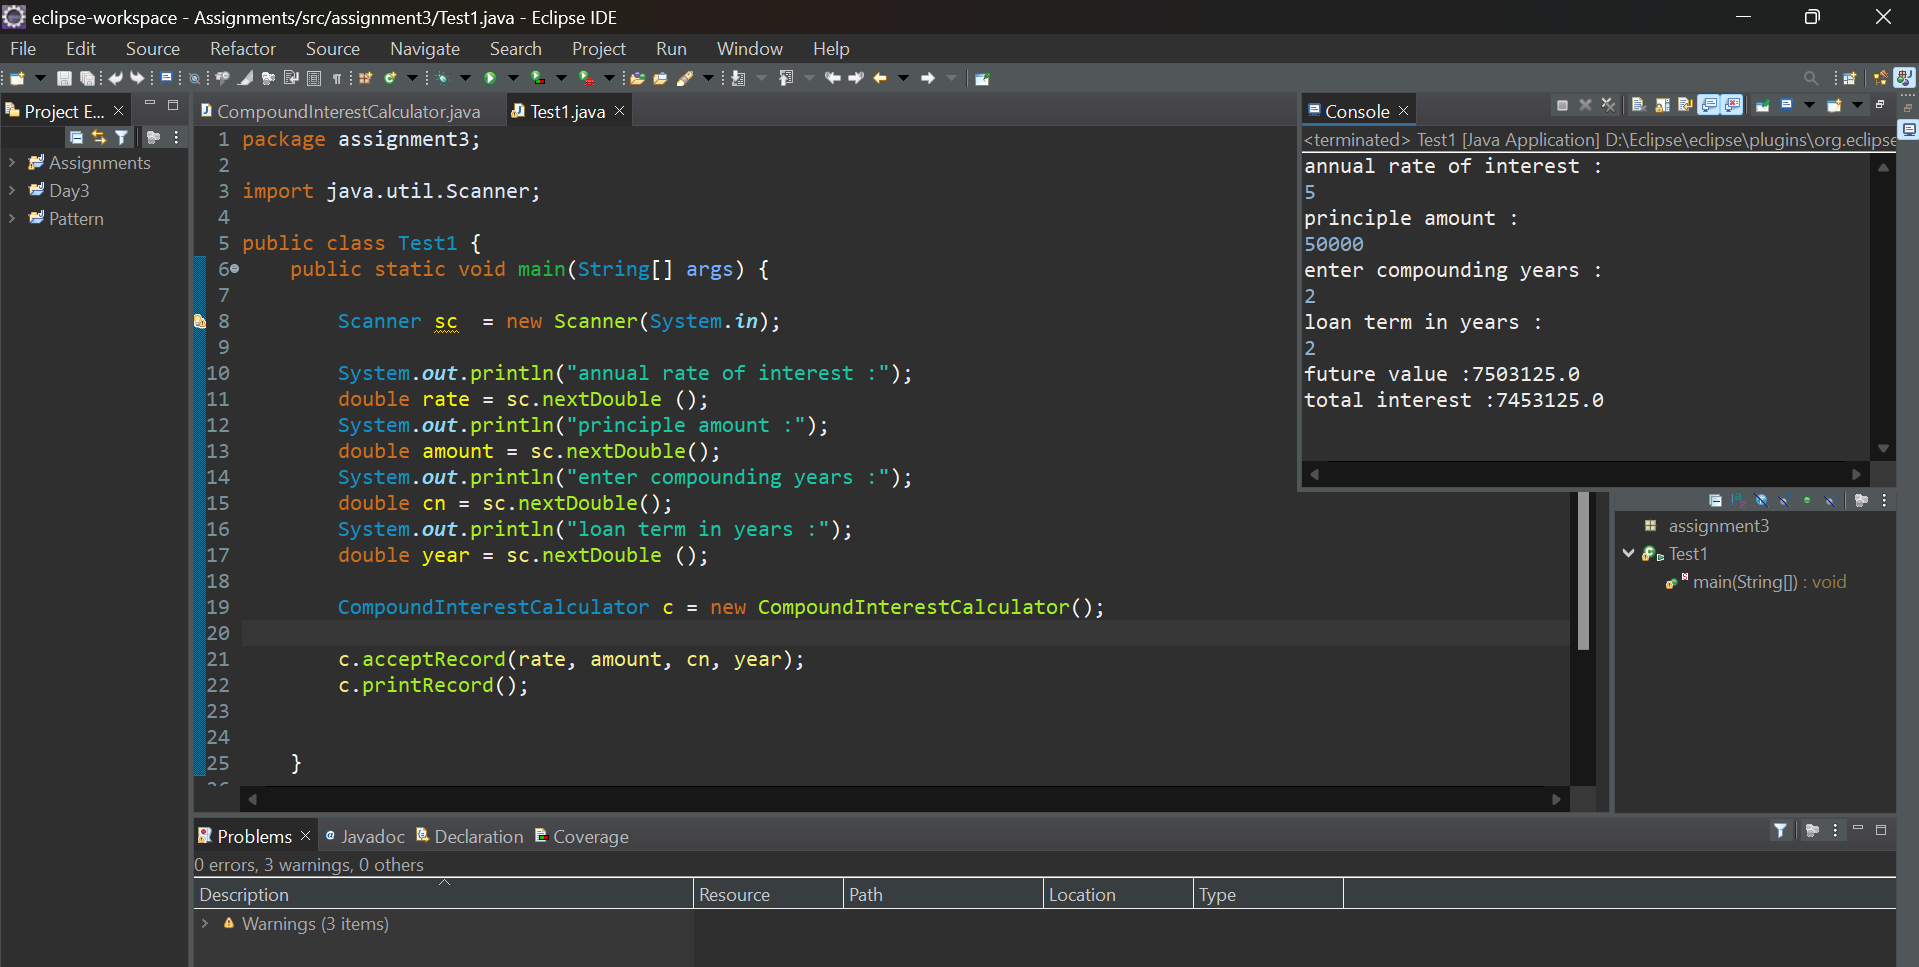 eclipse-workspace - Assignments/src/assignment3/Test1.java - Eclipse IDE
File Edit Source Refactor Source Navigate Search Project Run Window Help
Project E...
Assignments
Day3
Pattern
CompoundInterestCalculator.java Test1.java
1 package assignment3;
2
3 import java.util.Scanner;
4
5 public class Test1 {
6 public static void main(String[] args) {
7
8 Scanner sc  = new Scanner(System.in);
9
10 System.out.println("annual rate of interest :");
11 double rate = sc.nextDouble ();
12 System.out.println("principle amount :");
13 double amount = sc.nextDouble();
14 System.out.println("enter compounding years :");
15 double cn = sc.nextDouble();
16 System.out.println("loan term in years :");
17 double year = sc.nextDouble ();
18
19 CompoundInterestCalculator c = new CompoundInterestCalculator();
20
21 c.acceptRecord(rate, amount, cn, year);
22 c.printRecord();
23
24
25 }
Console
<terminated> Test1 [Java Application] D:\Eclipse\eclipse\plugins\org.eclipse
annual rate of interest :
5
principle amount :
50000
enter compounding years :
2
loan term in years :
2
future value :7503125.0
total interest :7453125.0
assignment3
Test1
main(String[]) : void
Problems Javadoc Declaration Coverage
0 errors, 3 warnings, 0 others
Description Resource Path Location Type
Warnings (3 items)